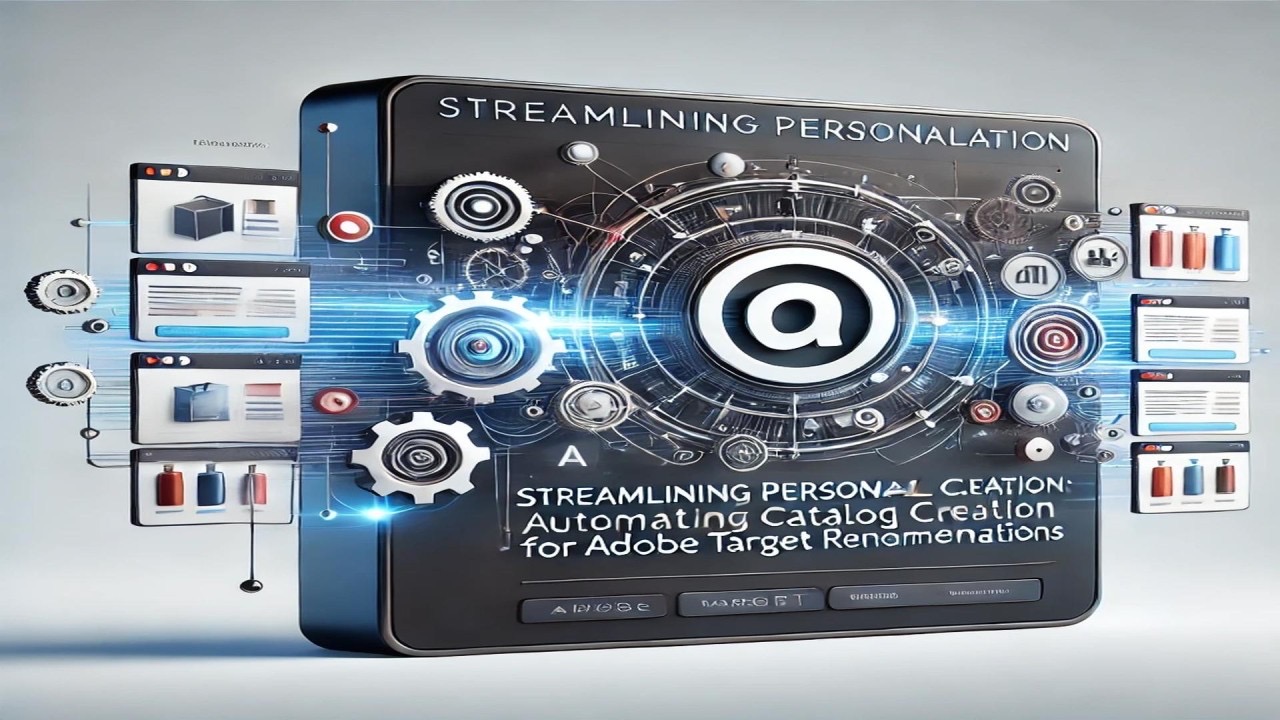 STREAMLINING PERSONALATION
a
A
STREAMLINING PERSONAL CEATION:
Automating Catalog Creation
for Adobe Target Renomenations